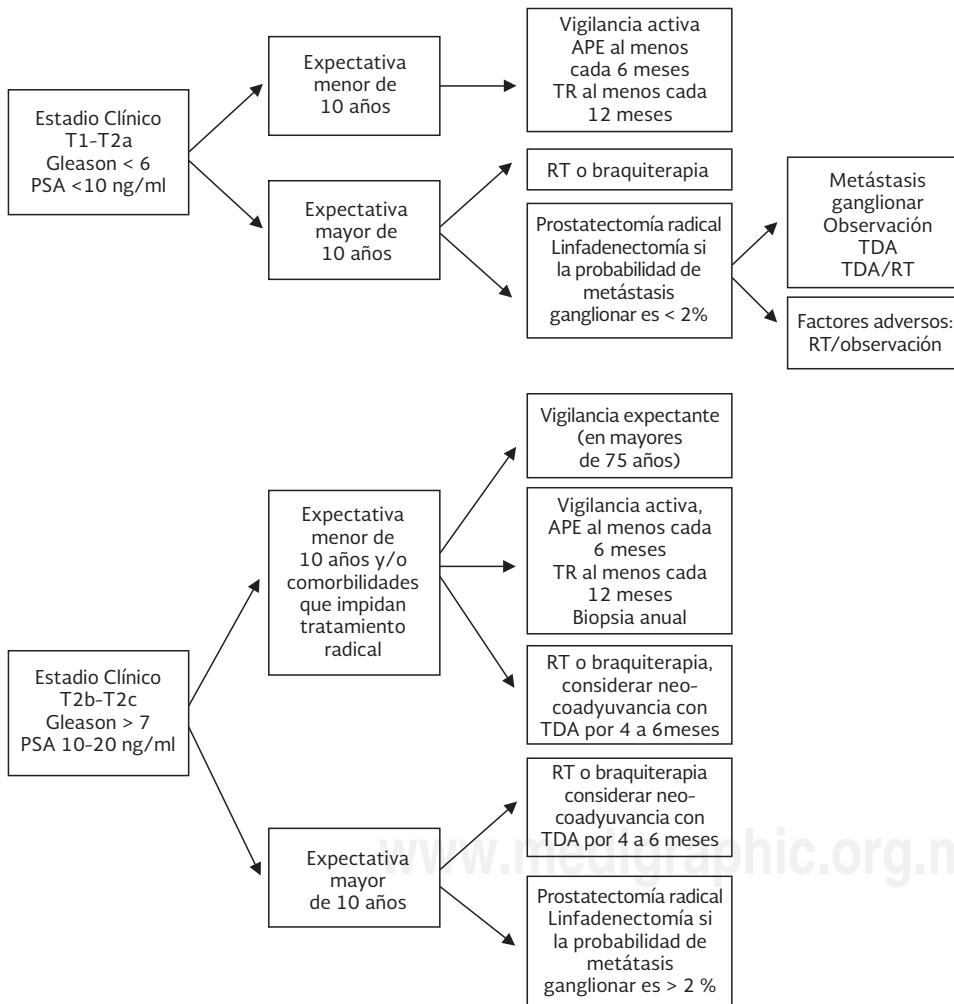 Estadio Clínico
T1-T2a
Gleason < 6
PSA <10 ng/ml
Expectativa
menor de
10 años
Vigilancia activa
APE al menos
cada 6 meses
TR al menos cada
12 meses
Expectativa
mayor de
10 años
RT o braquiterapia
Prostatectomía radical
Linfadenectomía si
la probabilidad de
metástasis
ganglionar es < 2%
Metástasis
ganglionar
Observación
TDA
TDA/RT
Factores adversos:
RT/observación
Estadio Clínico
T2b-T2c
Gleason > 7
PSA 10-20 ng/ml
Expectativa
menor de
10 años y/o
comorbilidades
que impidan
tratamiento
radical
Vigilancia expectante
(en mayores
de 75 años)
Vigilancia activa,
APE al menos cada
6 meses
TR al menos cada
12 meses
Biopsia anual
RT o braquiterapia,
considerar neo-
coadyuvancia con
TDA por 4 a 6meses
Expectativa
mayor
de 10 años
RT o braquiterapia
considerar neo-
coadyuvancia con
TDA por 4 a 6 meses
Prostatectomía radical
Linfadenectomía si
la probabilidad de
metátasis
ganglionar es > 2 %
www.medigraphic.org.m